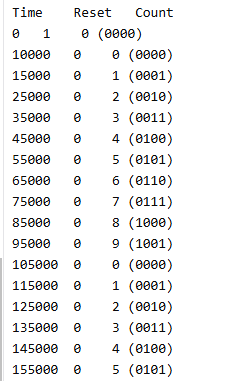 Time    Reset   Count
0   1    0 (0000)
10000   0    0 (0000)
15000   0    1 (0001)
25000   0    2 (0010)
35000   0    3 (0011)
45000   0    4 (0100)
55000   0    5 (0101)
65000   0    6 (0110)
75000   0    7 (0111)
85000   0    8 (1000)
95000   0    9 (1001)
105000  0    0 (0000)
115000  0    1 (0001)
125000  0    2 (0010)
135000  0    3 (0011)
145000  0    4 (0100)
155000  0    5 (0101)